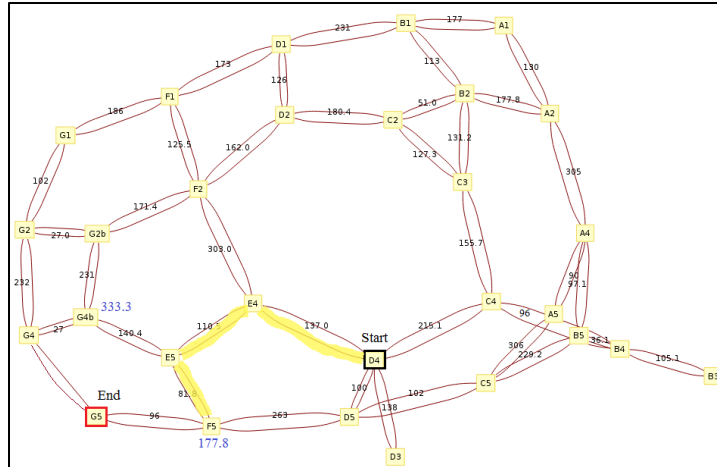 B1
177
A1
231
D1
173
113
130
126
F1
186
B2
51.0
177.8
A2
D2
180.4
C2
G1
125.5
162.0
131.2
127.3
102
305
C3
F2
171.4
G2
27.0
G2b
A4
155.7
303.0
231
232
90
97.1
E4
C4
333.3
G4b
96
A5
137.0
Start
215.1
G4
27
140.4
B5
36.1
306
B4
E5
D4
229.2
105.1
B3
C5
100
102
End
138
G5
96
263
D5
F5
177.8
D3